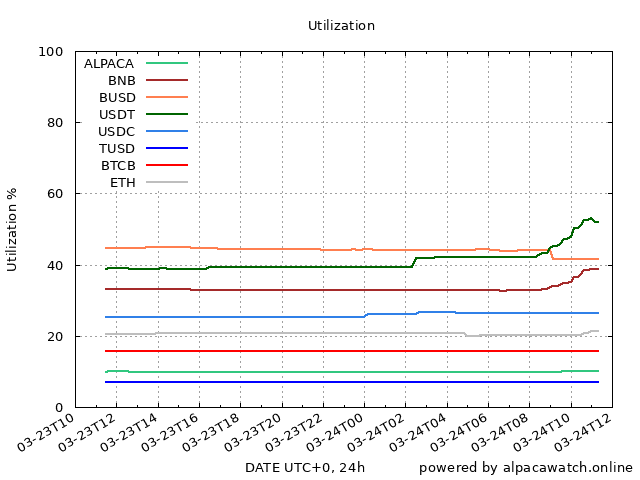 Utilization
100
80
60
40
20
0
Utilization %
ALPACA
BNB
BUSD
USDT
USDC
TUSD
BTCB
ETH
03-23T10
03-23T12
03-23T14
03-23T16
03-23T18
03-23T20
03-23T22
03-24T00
03-24T02
03-24T04
03-24T06
03-24T08
03-24T10
03-24T12
DATE UTC+0, 24h
powered by alpacawatch.online